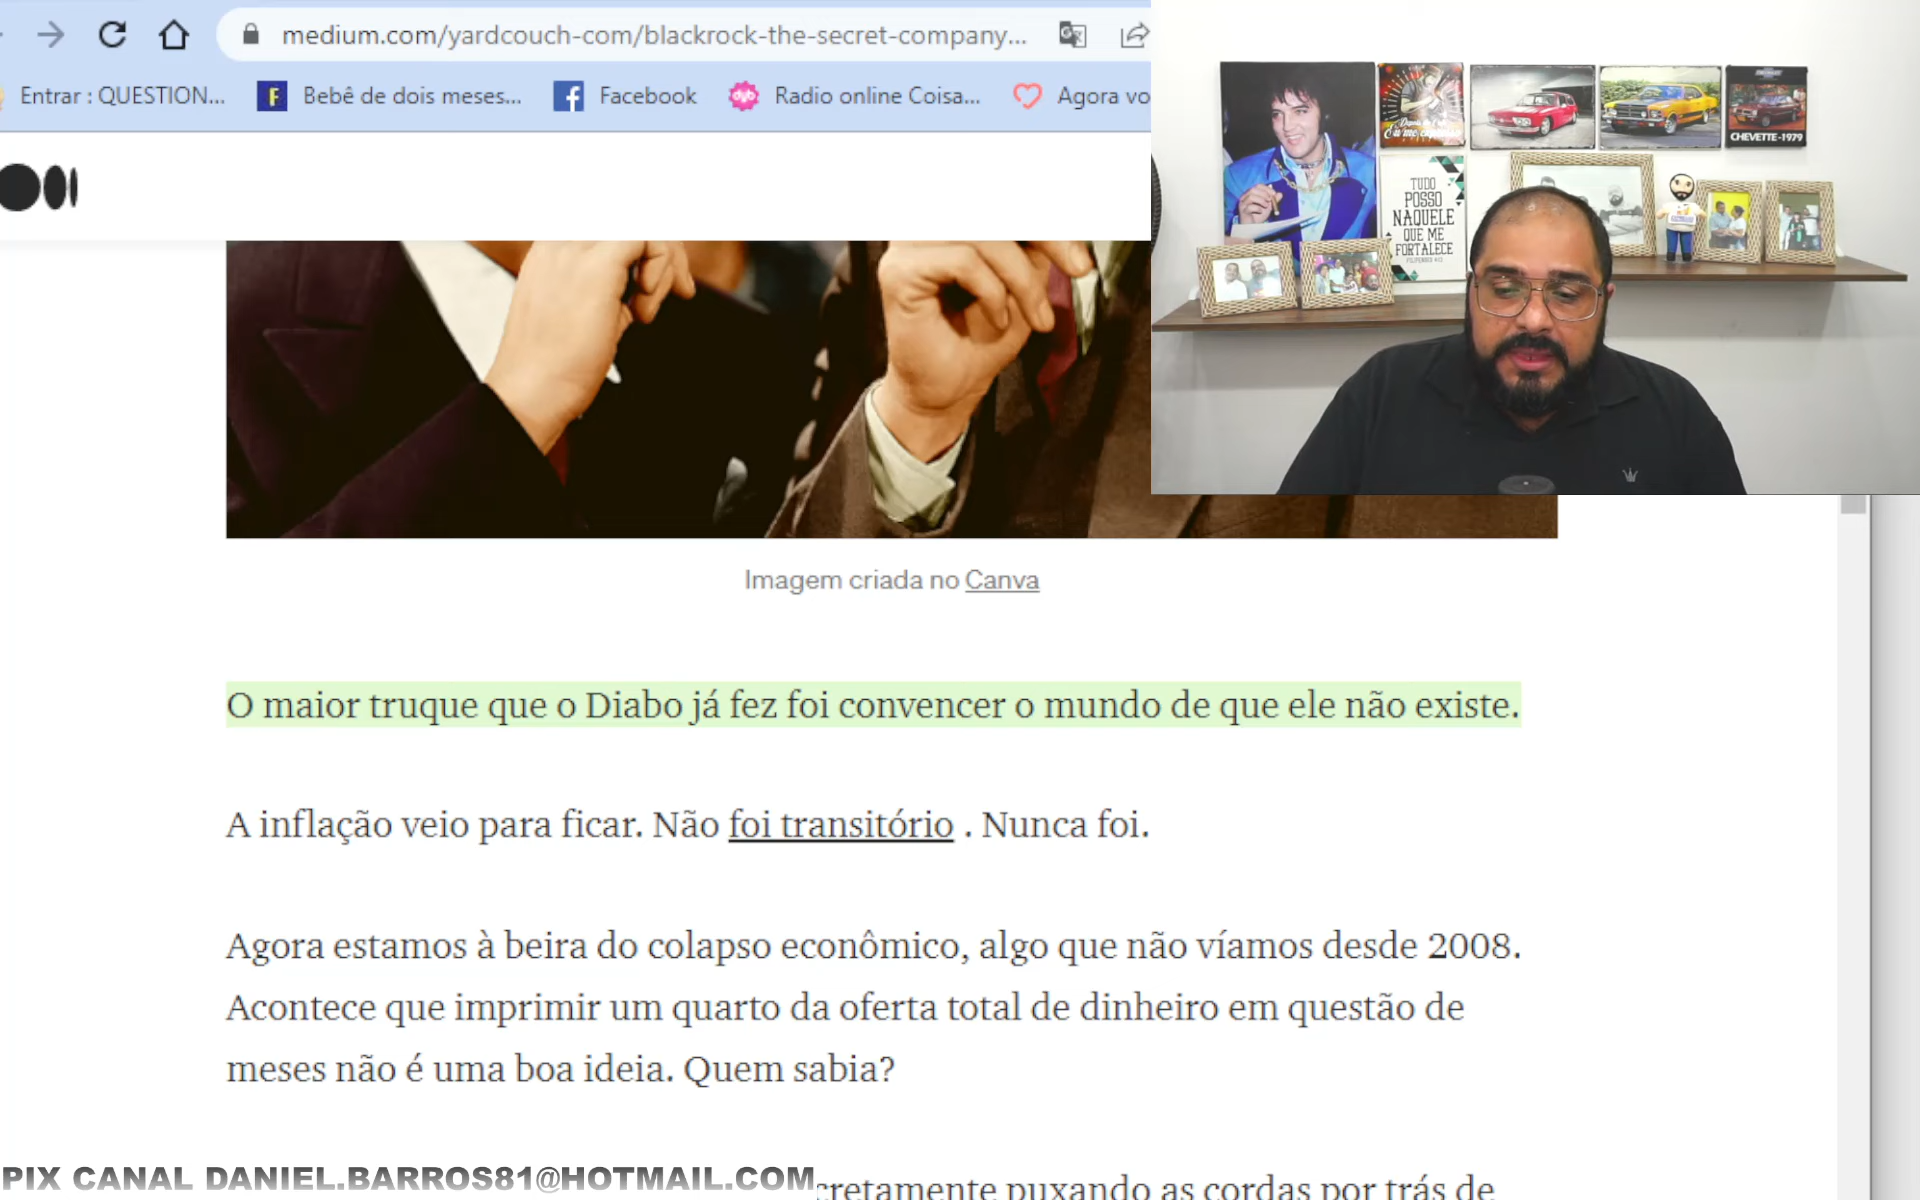 medium.com/yardcouch-com/blackrock-the-secret-company...
Entrar : QUESTION...
Bebê de dois meses...
Facebook
Radio online Coisa...
Agora vo
CHEVETTE-1979
TUDO
POSSO
NAQUELE
QUE ME
FORTALECE
Imagem criada no Canva
O maior truque que o Diabo já fez foi convencer o mundo de que ele não existe.
A inflação veio para ficar. Não foi transitório . Nunca foi.
Agora estamos à beira do colapso econômico, algo que não víamos desde 2008.
Acontece que imprimir um quarto da oferta total de dinheiro em questão de
meses não é uma boa ideia. Quem sabia?
PIX CANAL DANIEL.BARROS81@HOTMAIL.COM
cretamente puxando as cordas por trás de